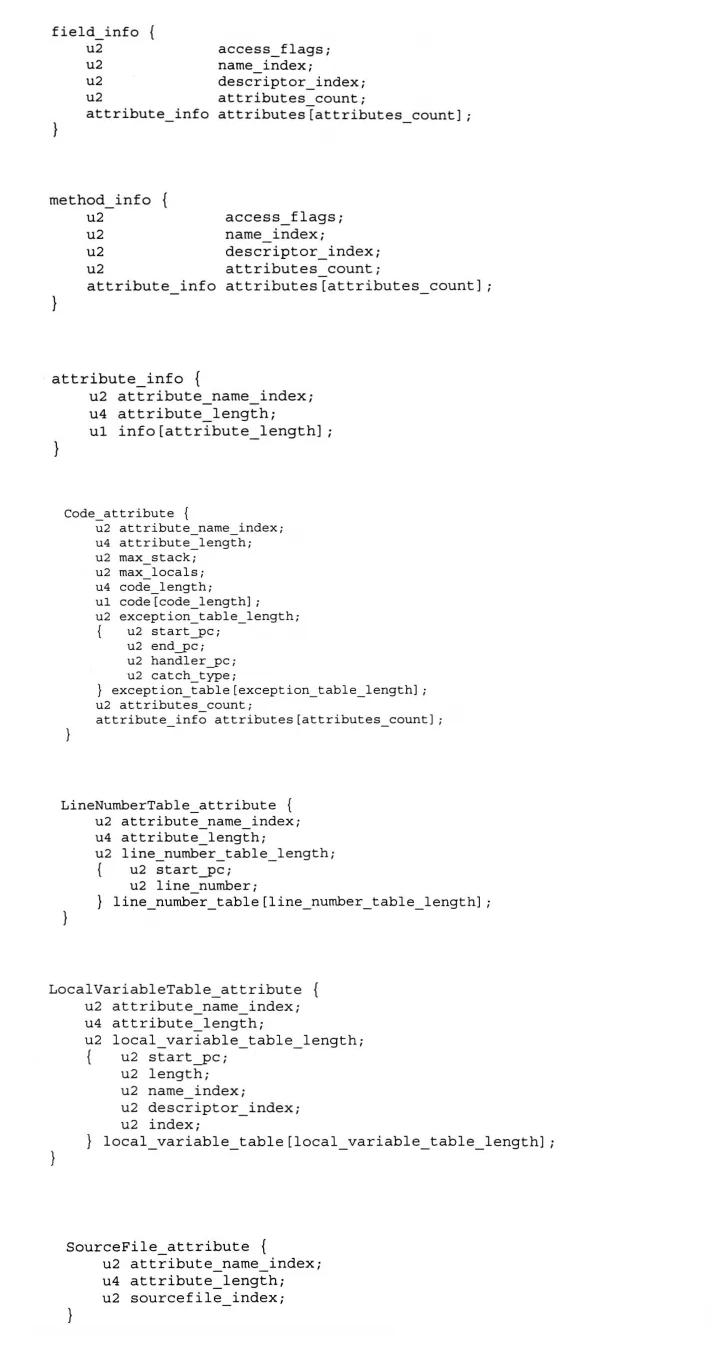 field_info {
u2 access_flags;
u2 name_index;
u2 descriptor_index;
u2 attributes_count;
attribute_info attributes[attributes_count];
}
method_info {
u2 access_flags;
u2 name_index;
u2 descriptor_index;
u2 attributes_count;
attribute_info attributes[attributes_count];
}
attribute_info {
u2 attribute_name_index;
u4 attribute_length;
u1 info[attribute_length];
}
Code_attribute {
u2 attribute_name_index;
u4 attribute_length;
u2 max_stack;
u2 max_locals;
u4 code_length;
u1 code[code_length];
u2 exception_table_length;
{ u2 start_pc;
u2 end_pc;
u2 handler_pc;
u2 catch_type;
} exception_table[exception_table_length];
u2 attributes_count;
attribute_info attributes[attributes_count];
}
LineNumberTable_attribute {
u2 attribute_name_index;
u4 attribute_length;
u2 line_number_table_length;
{ u2 start_pc;
u2 line_number;
} line_number_table[line_number_table_length];
}
LocalVariableTable_attribute {
u2 attribute_name_index;
u4 attribute_length;
u2 local_variable_table_length;
{ u2 start_pc;
u2 length;
u2 name_index;
u2 descriptor_index;
u2 index;
} local_variable_table[local_variable_table_length];
}
SourceFile_attribute {
u2 attribute_name_index;
u4 attribute_length;
u2 sourcefile_index;
}